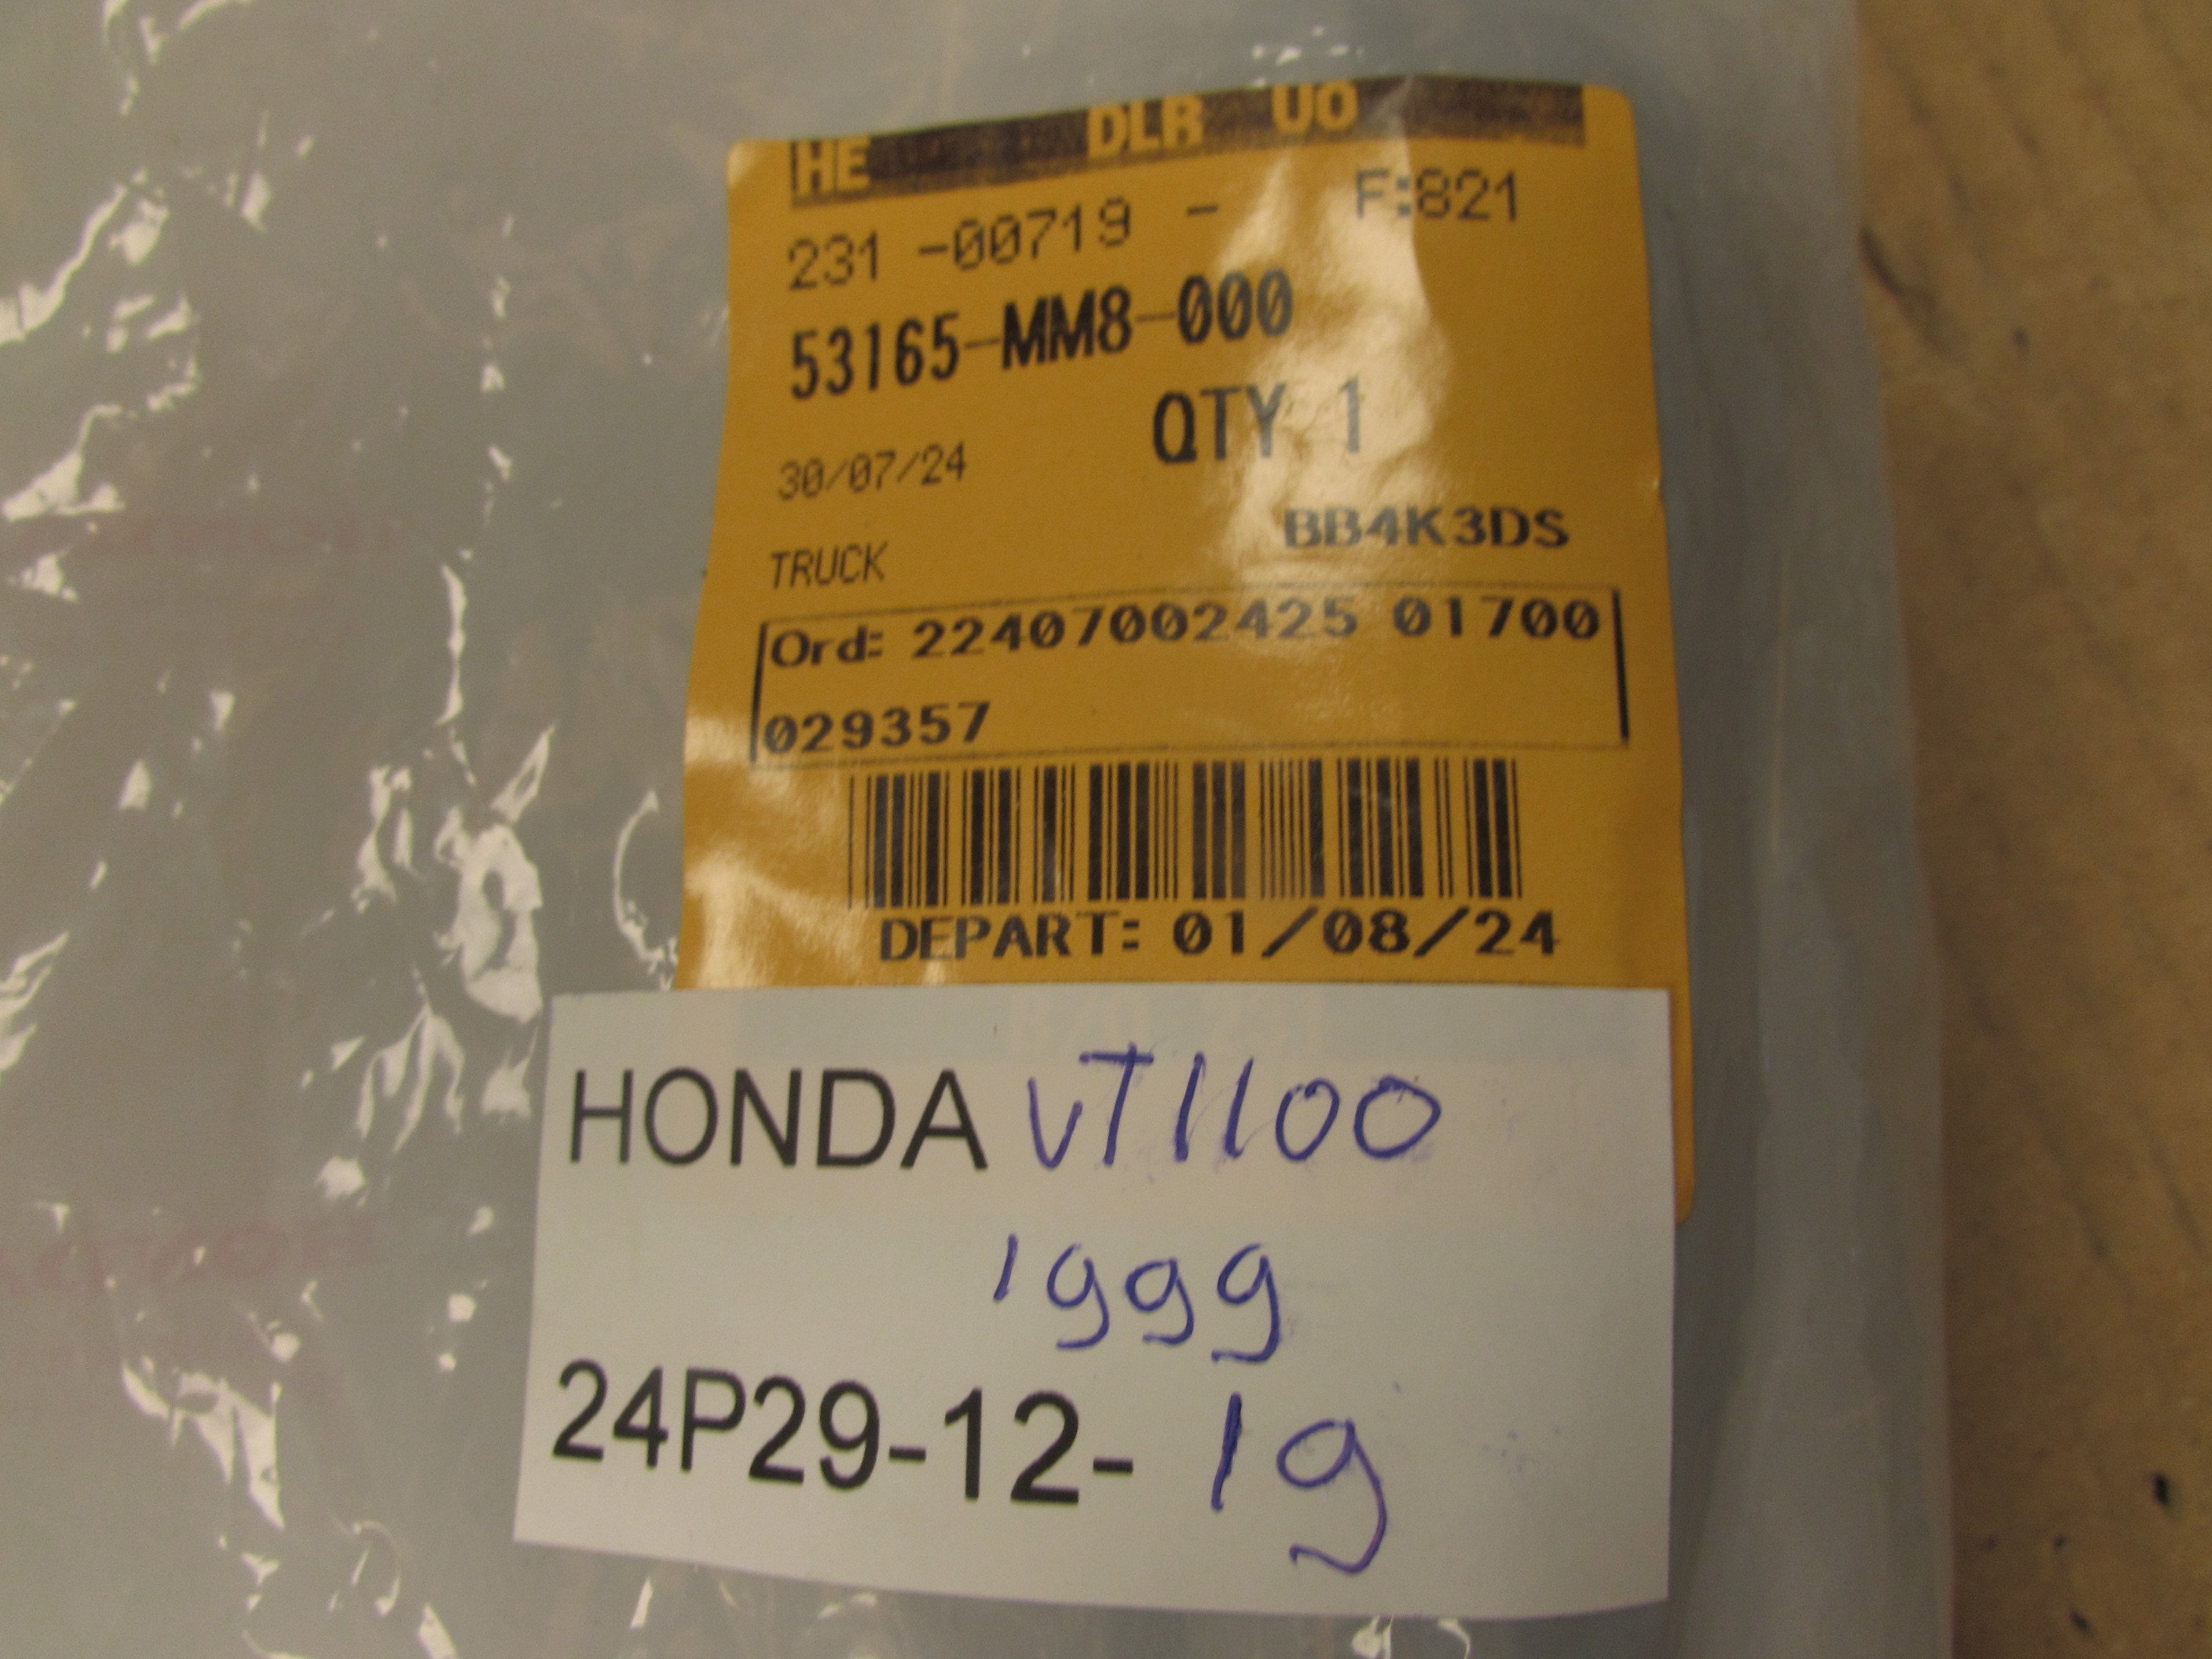 HE DLR UO
231 -00719 - F:821
53165-MM8-000
QTY 1
30/07/24
BB4K3DS
TRUCK
Ord: 22407002425 01700
029357
DEPART: 01/08/24
HONDA VT1100
1999
24P29-12-19